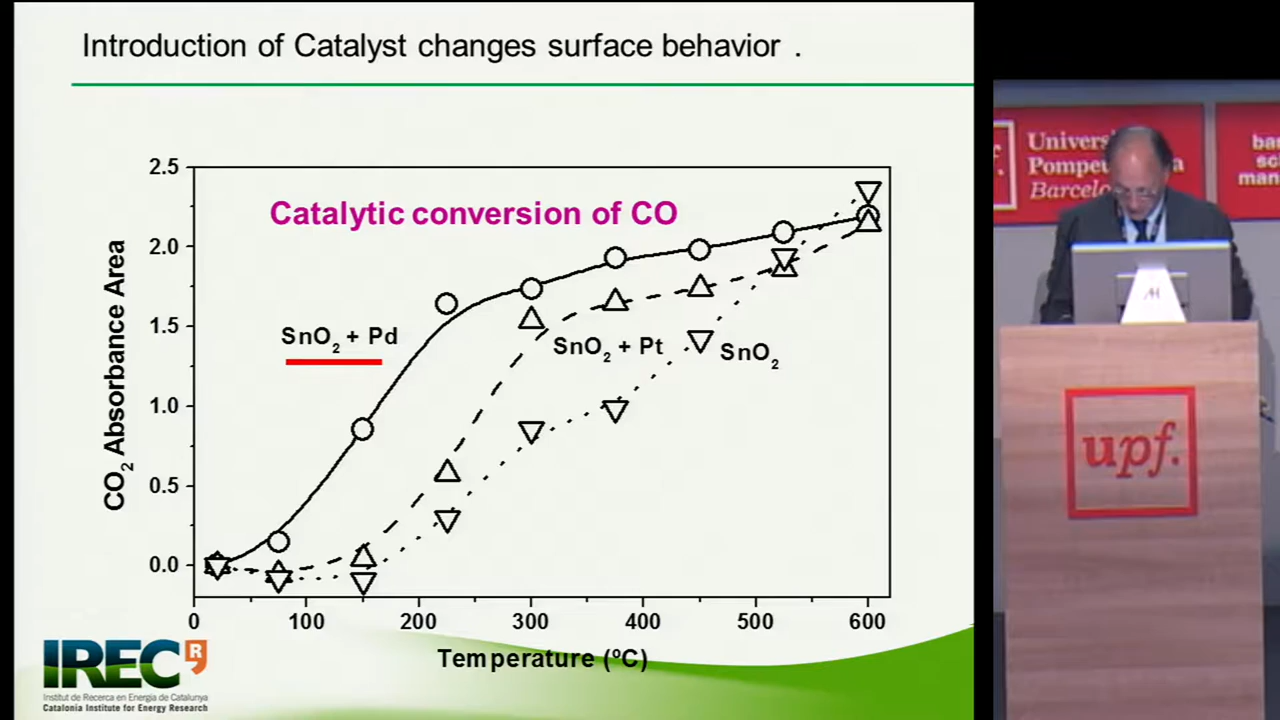 Introduction of Catalyst changes surface behavior .
2.5
2.0
1.5
1.0
0.5
0.0
CO2 Absorbance Area
Catalytic conversion of CO
SnO2 + Pd
SnO2 + Pt
SnO2
0 100 200 300 400 500 600
Temperature (ºC)
IREC R
Institut de Recerca en Energia de Catalunya
Catalonia Institute for Energy Research
Pompeu
Barcelo
upf.